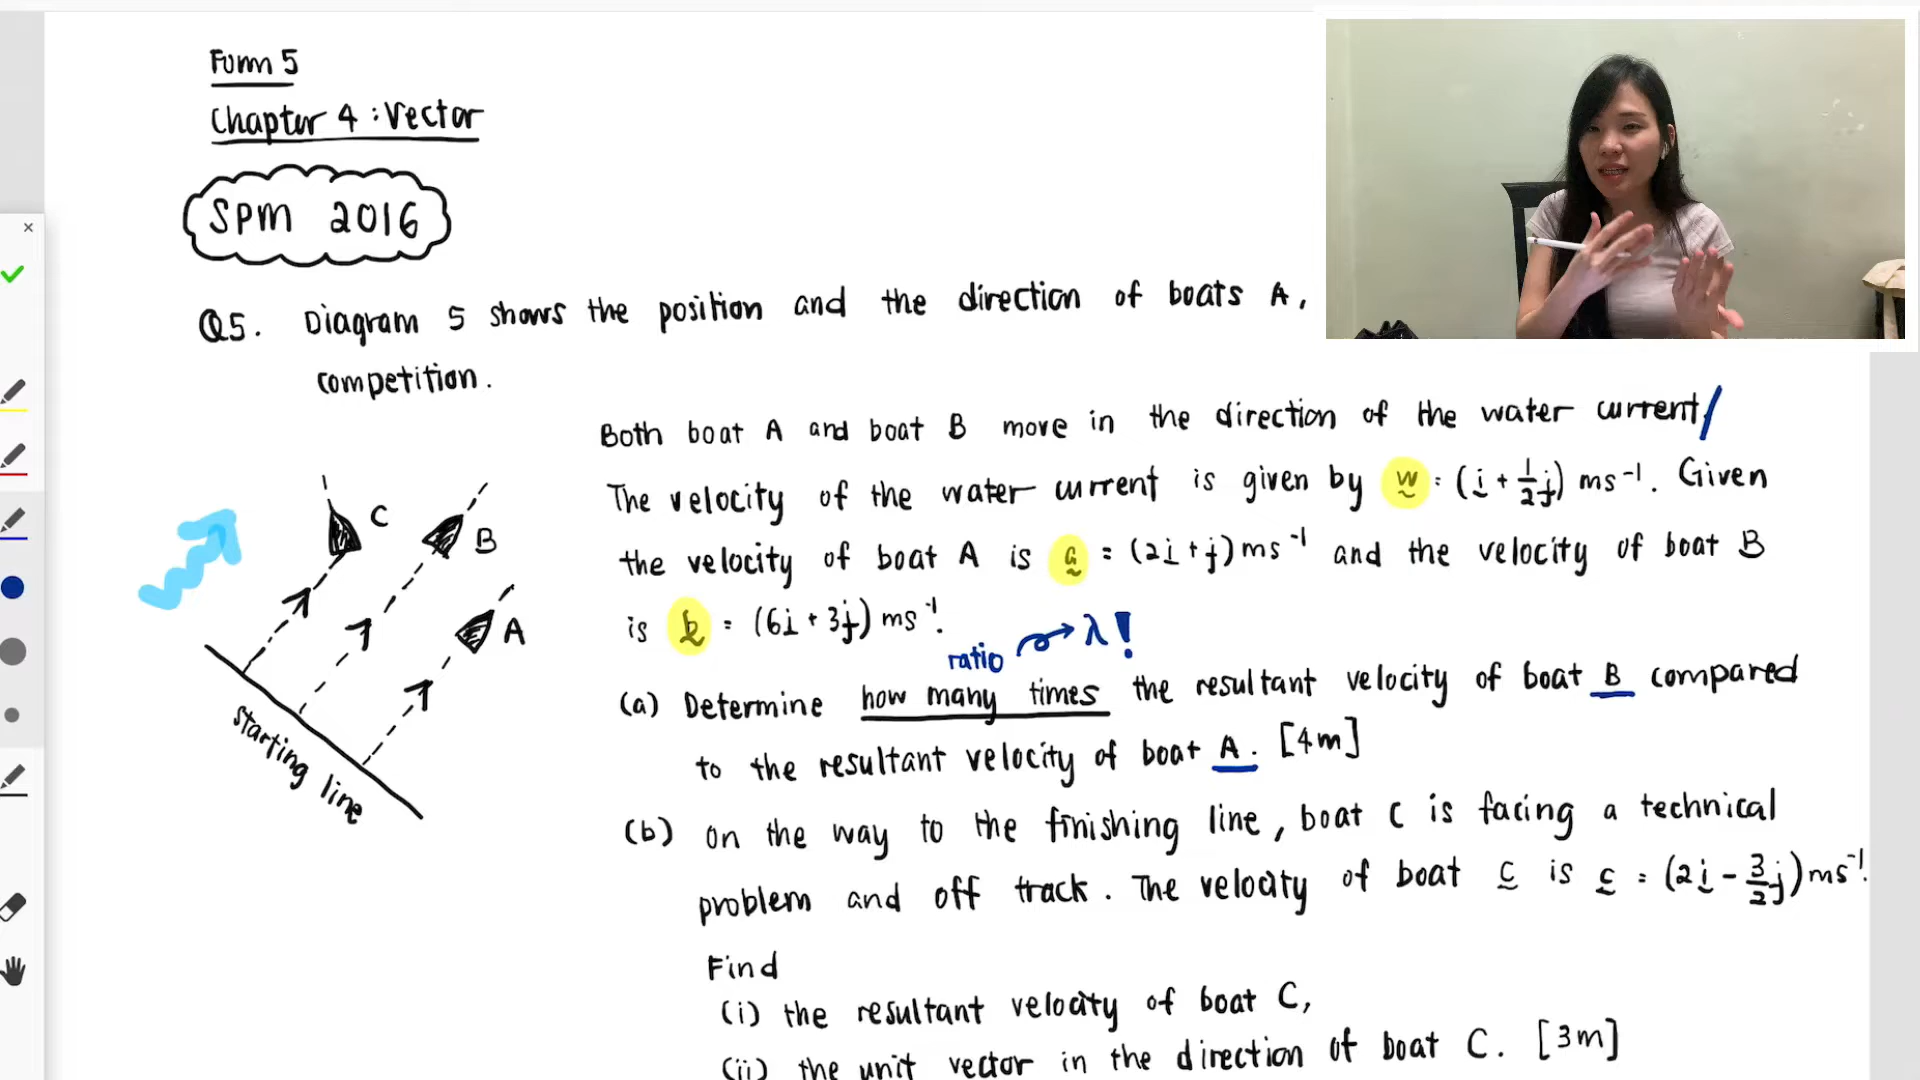 Form 5
Chapter 4 : Vector
SPM 2016
Q5. Diagram 5 shows the position and the direction of boats A,
competition.
Both boat A and boat B move in the direction of the water current/
The velocity of the water current is given by w = (i + 1/2 j) ms⁻¹. Given
the velocity of boat A is a = (2i + j) ms⁻¹ and the velocity of boat B
is b = (6i + 3j) ms⁻¹.
ratio → λ!
(a) Determine how many times the resultant velocity of boat B compared
to the resultant velocity of boat A. [4m]
(b) on the way to the finishing line, boat C is facing a technical
problem and off track. The velocity of boat c is c = (2i - 3/2 j) ms⁻¹.
Find
(i) the resultant velocity of boat C,
(ii) the unit vector in the direction of boat C. [3m]
C
B
A
starting line